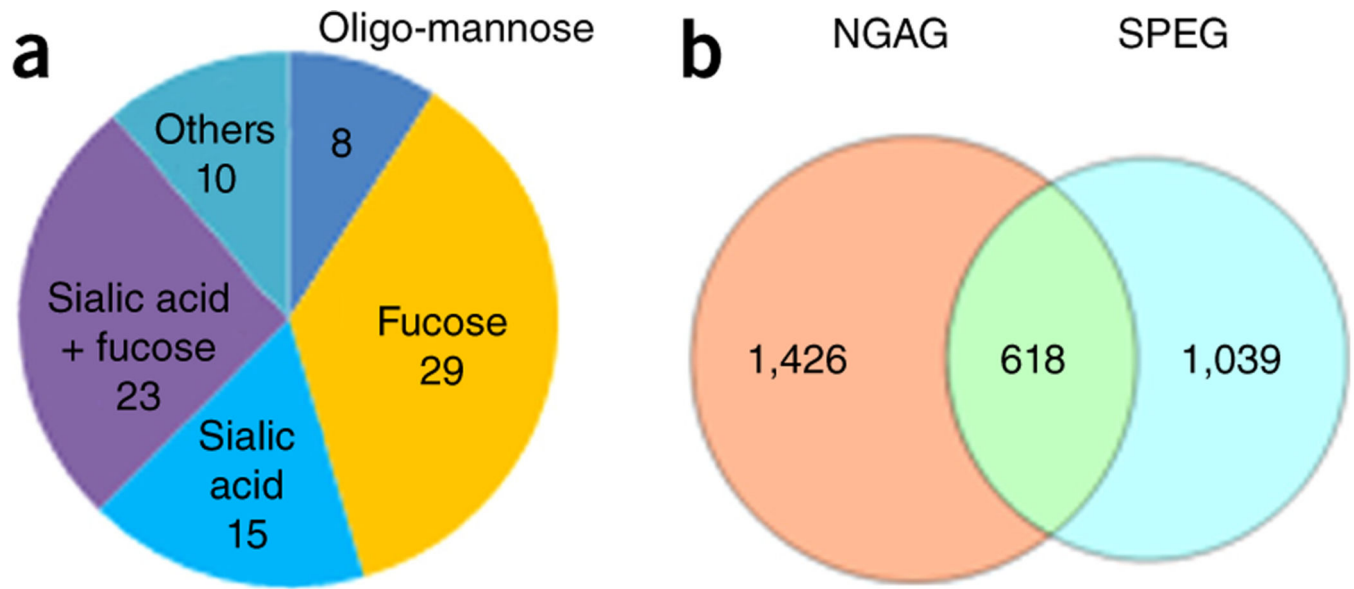 a
Oligo-mannose
8
Others
10
Fucose
29
Sialic acid
+ fucose
23
Sialic
acid
15
b
NGAG
SPEG
1,426
618
1,039